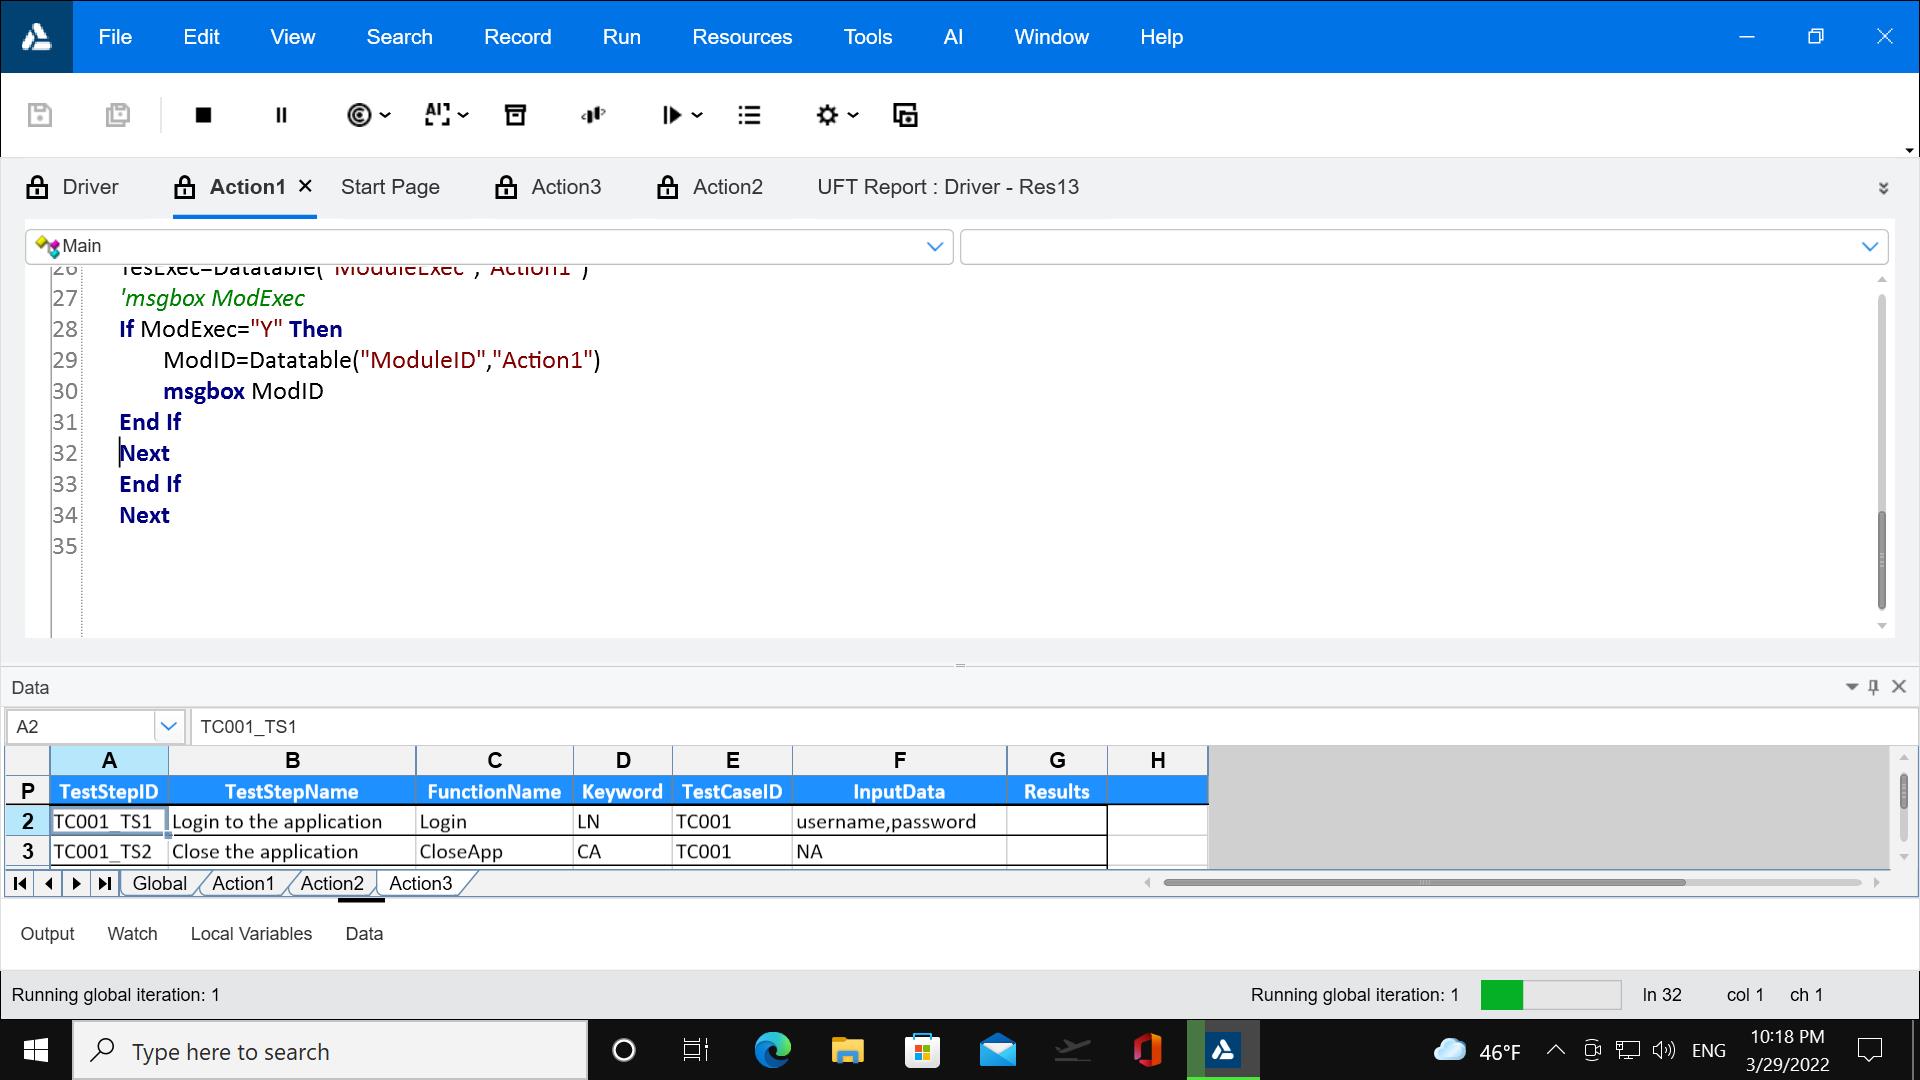 File Edit View Search Record Run Resources Tools AI Window Help
AI
Driver Action1 Start Page Action3 Action2 UFT Report : Driver - Res13
Main
26 TesExec=Datatable("ModuleExec","Action1")
27 'msgbox ModExec
28 If ModExec="Y" Then
29 ModID=Datatable("ModuleID","Action1")
30 msgbox ModID
31 End If
32 Next
33 End If
34 Next
35
Data
A2 TC001_TS1
A B C D E F G H
P TestStepID TestStepName FunctionName Keyword TestCaseID InputData Results
2 TC001_TS1 Login to the application Login LN TC001 username,password
3 TC001_TS2 Close the application CloseApp CA TC001 NA
Global Action1 Action2 Action3
Output Watch Local Variables Data
Running global iteration: 1 Running global iteration: 1 ln 32 col 1 ch 1
Type here to search 46°F ENG 10:18 PM
3/29/2022